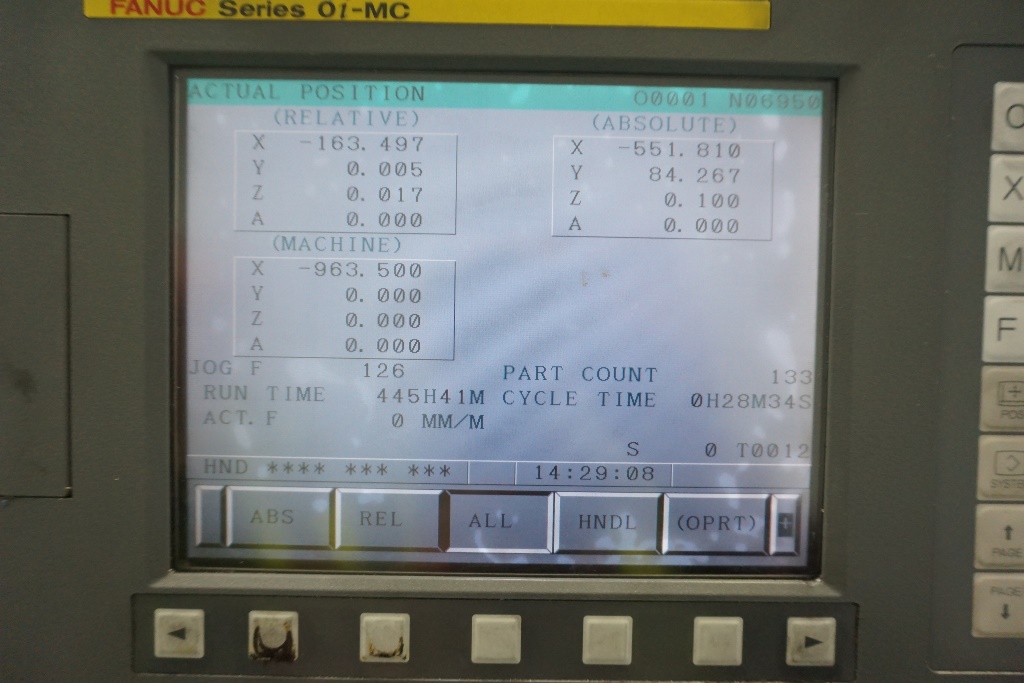 FANUC Series 0i-MC
ACTUAL POSITION O0001 N06950
(RELATIVE) (ABSOLUTE)
X -163.497 X -551.810
Y 0.005 Y 84.267
Z 0.017 Z 0.100
A 0.000 A 0.000
(MACHINE)
X -963.500
Y 0.000
Z 0.000
A 0.000
JOG F 126 PART COUNT 133
RUN TIME 445H41M CYCLE TIME 0H28M34S
ACT.F 0 MM/M
S 0 T0012
HND **** *** *** 14:29:08
ABS REL ALL HNDL (OPRT) +
X
M
F
POS
SYSTEM
PAGE
PAGE